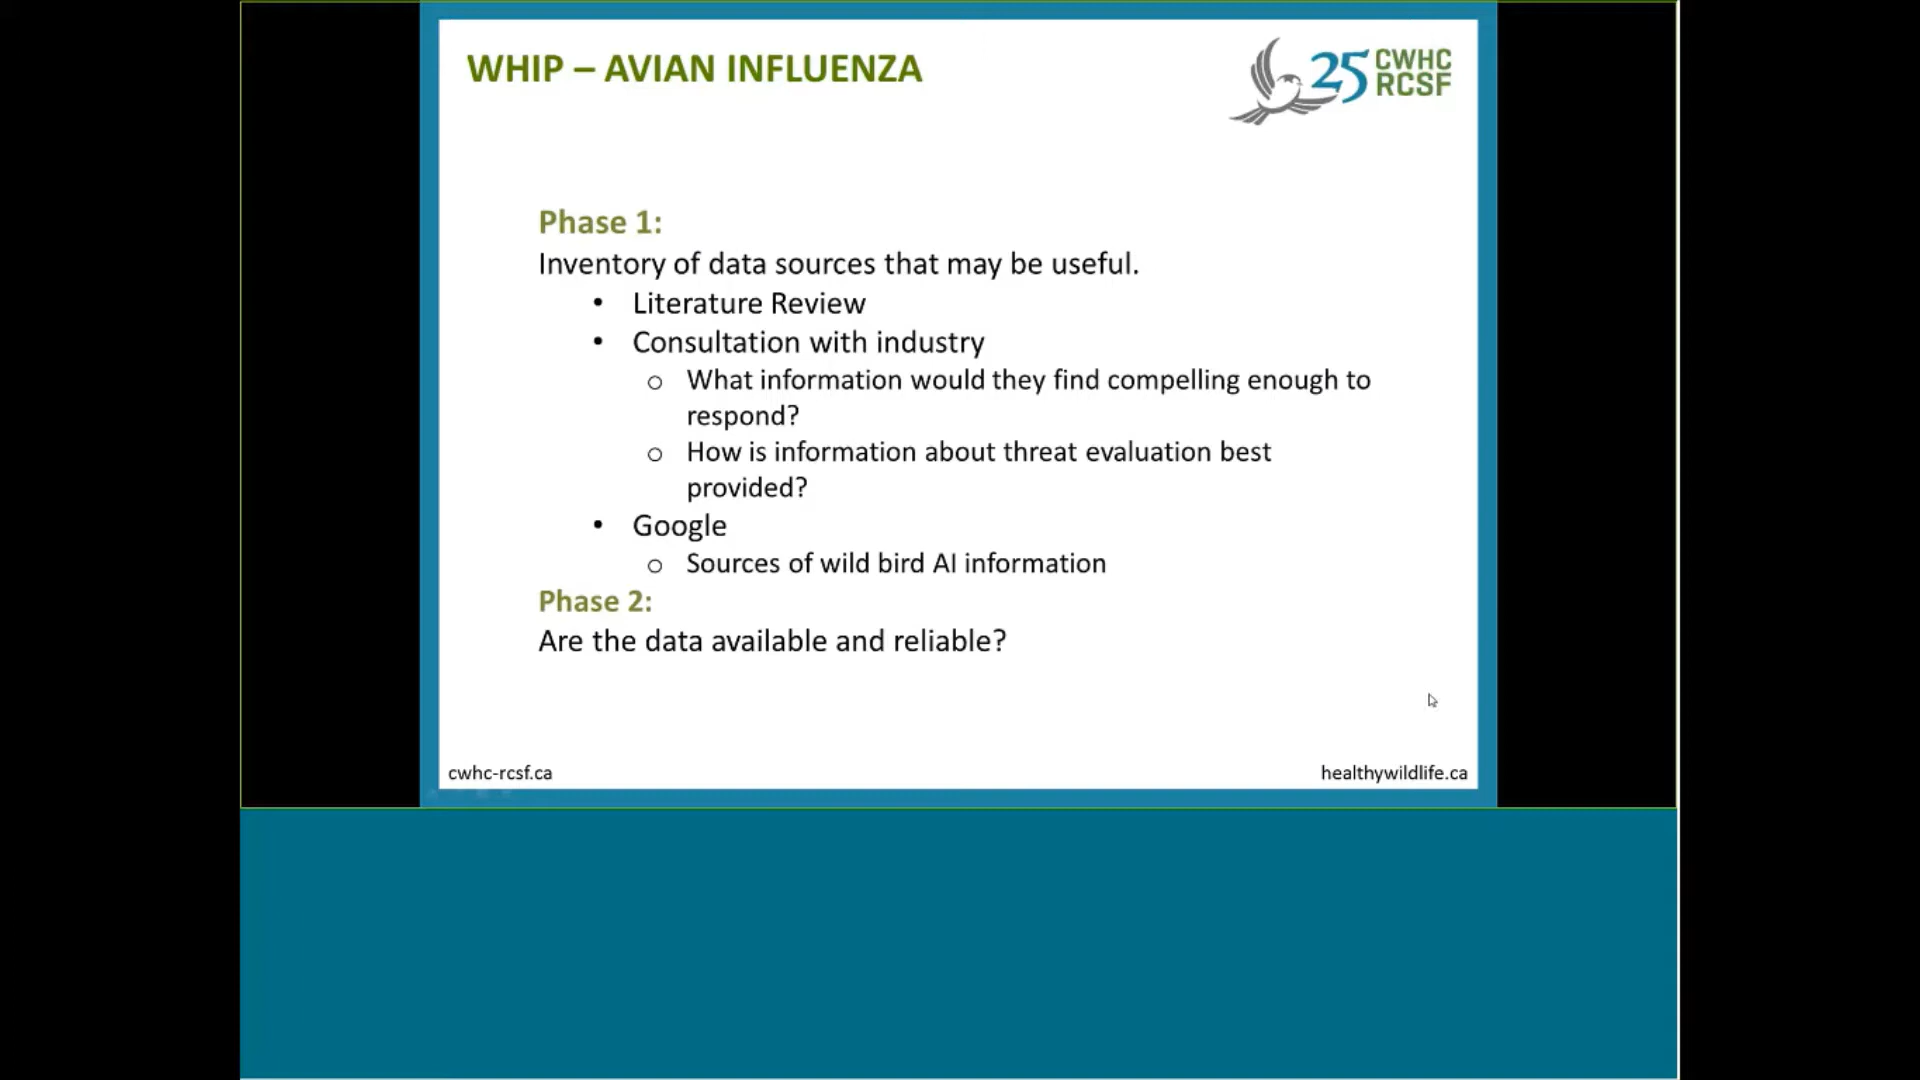 WHIP – AVIAN INFLUENZA
25 CWHC
RCSF
Phase 1:
Inventory of data sources that may be useful.
• Literature Review
• Consultation with industry
o What information would they find compelling enough to
respond?
o How is information about threat evaluation best
provided?
• Google
o Sources of wild bird AI information
Phase 2:
Are the data available and reliable?
cwhc-rcsf.ca
healthywildlife.ca